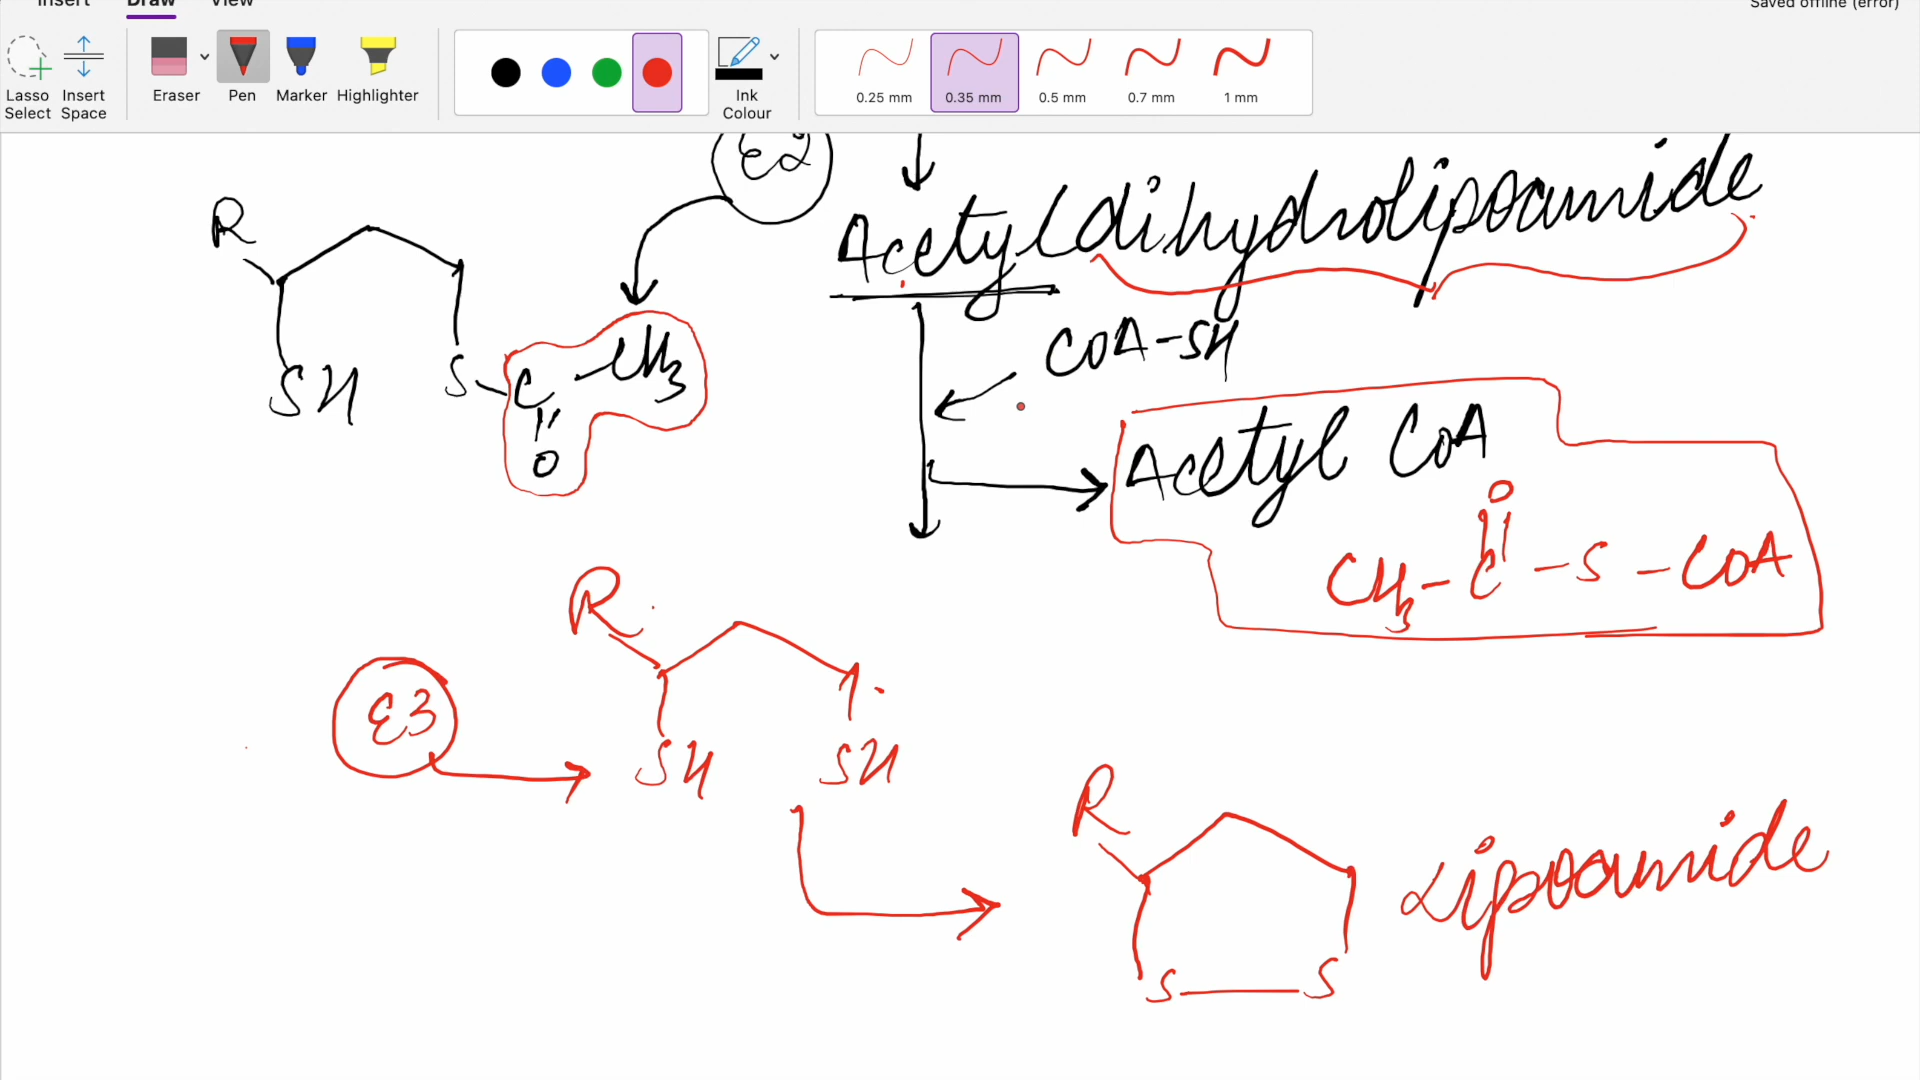 Insert Draw View
Saved offline (error)
Lasso Select
Insert Space
Eraser
Pen
Marker
Highlighter
Ink Colour
0.25 mm
0.35 mm
0.5 mm
0.7 mm
1 mm
E2
Acetyldihydrolipoamide
R
SH
S-C-CH3
O
COA-SH
Acetyl CoA
O
CH3-C-S-COA
R
E3
SH SH
R
Lipoamide
S S